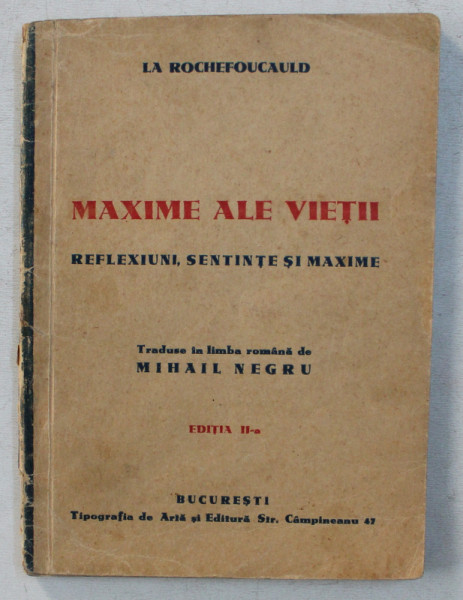 LA ROCHEFOUCAULD
MAXIME ALE VIEȚII
REFLEXIUNI, SENTINȚE ȘI MAXIME
Traduse in limba română de
MIHAIL NEGRU
EDIȚIA II-a
BUCUREȘTI
Tipografia de Artă și Editură Str. Câmpineanu 47